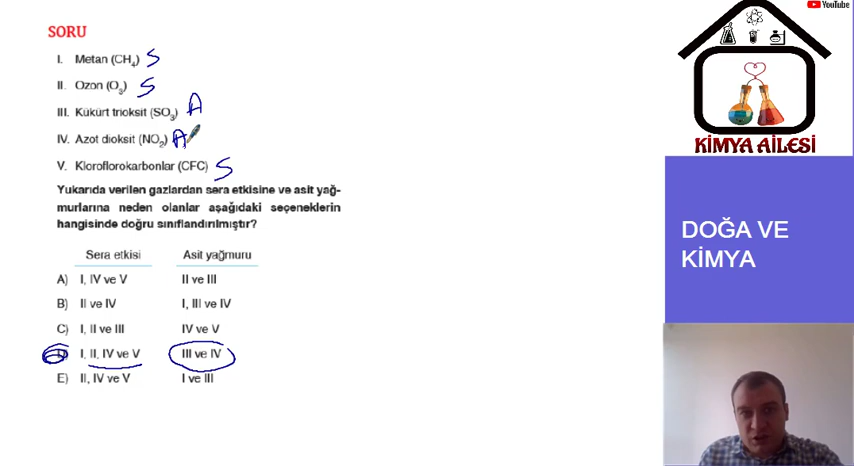 YouTube
SORU
I. Metan (CH4) S
II. Ozon (O3) S
III. Kükürt trioksit (SO3) A
IV. Azot dioksit (NO2) A
V. Kloroflorokarbonlar (CFC) S
Yukarıda verilen gazlardan sera etkisine ve asit yağ-
murlarına neden olanlar aşağıdaki seçeneklerin
hangisinde doğru sınıflandırılmıştır?
Sera etkisi Asit yağmuru
A) I, IV ve V II ve III
B) II ve IV I, III ve IV
C) I, II ve III IV ve V
D) I, II, IV ve V III ve IV
E) II, IV ve V I ve III
KİMYA AİLESİ
DOĞA VE
KİMYA